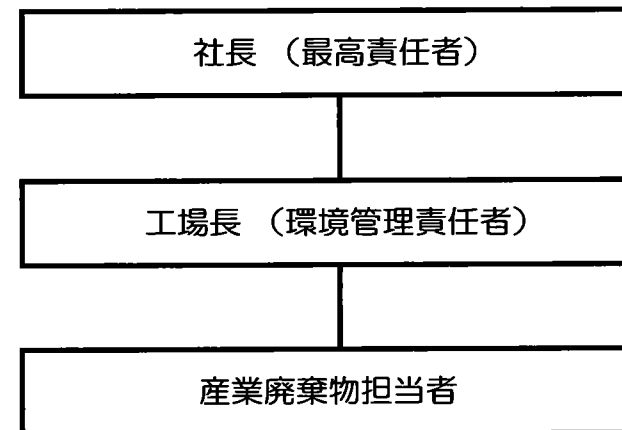 社長 （最高責任者）
工場長 （環境管理責任者）
産業廃棄物担当者